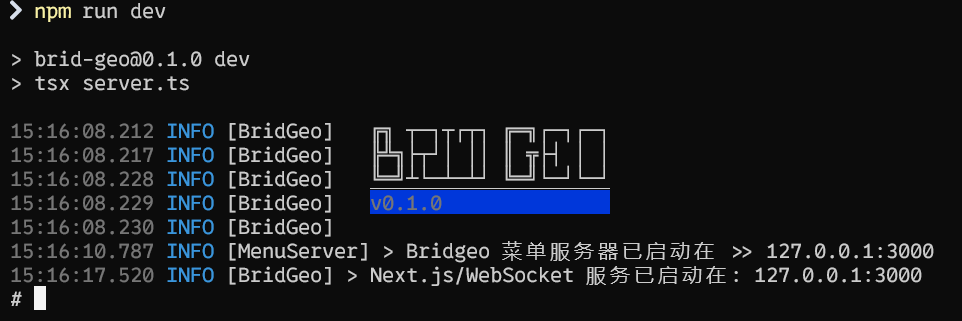 ❯ npm run dev
> brid-geo@0.1.0 dev
> tsx server.ts
15:16:08.212 INFO [BridGeo]
15:16:08.217 INFO [BridGeo]
15:16:08.228 INFO [BridGeo]
15:16:08.229 INFO [BridGeo] v0.1.0
15:16:08.230 INFO [BridGeo]
15:16:10.787 INFO [MenuServer] > Bridgeo 菜单服务器已启动在 >> 127.0.0.1:3000
15:16:17.520 INFO [BridGeo] > Next.js/WebSocket 服务已启动在: 127.0.0.1:3000
#